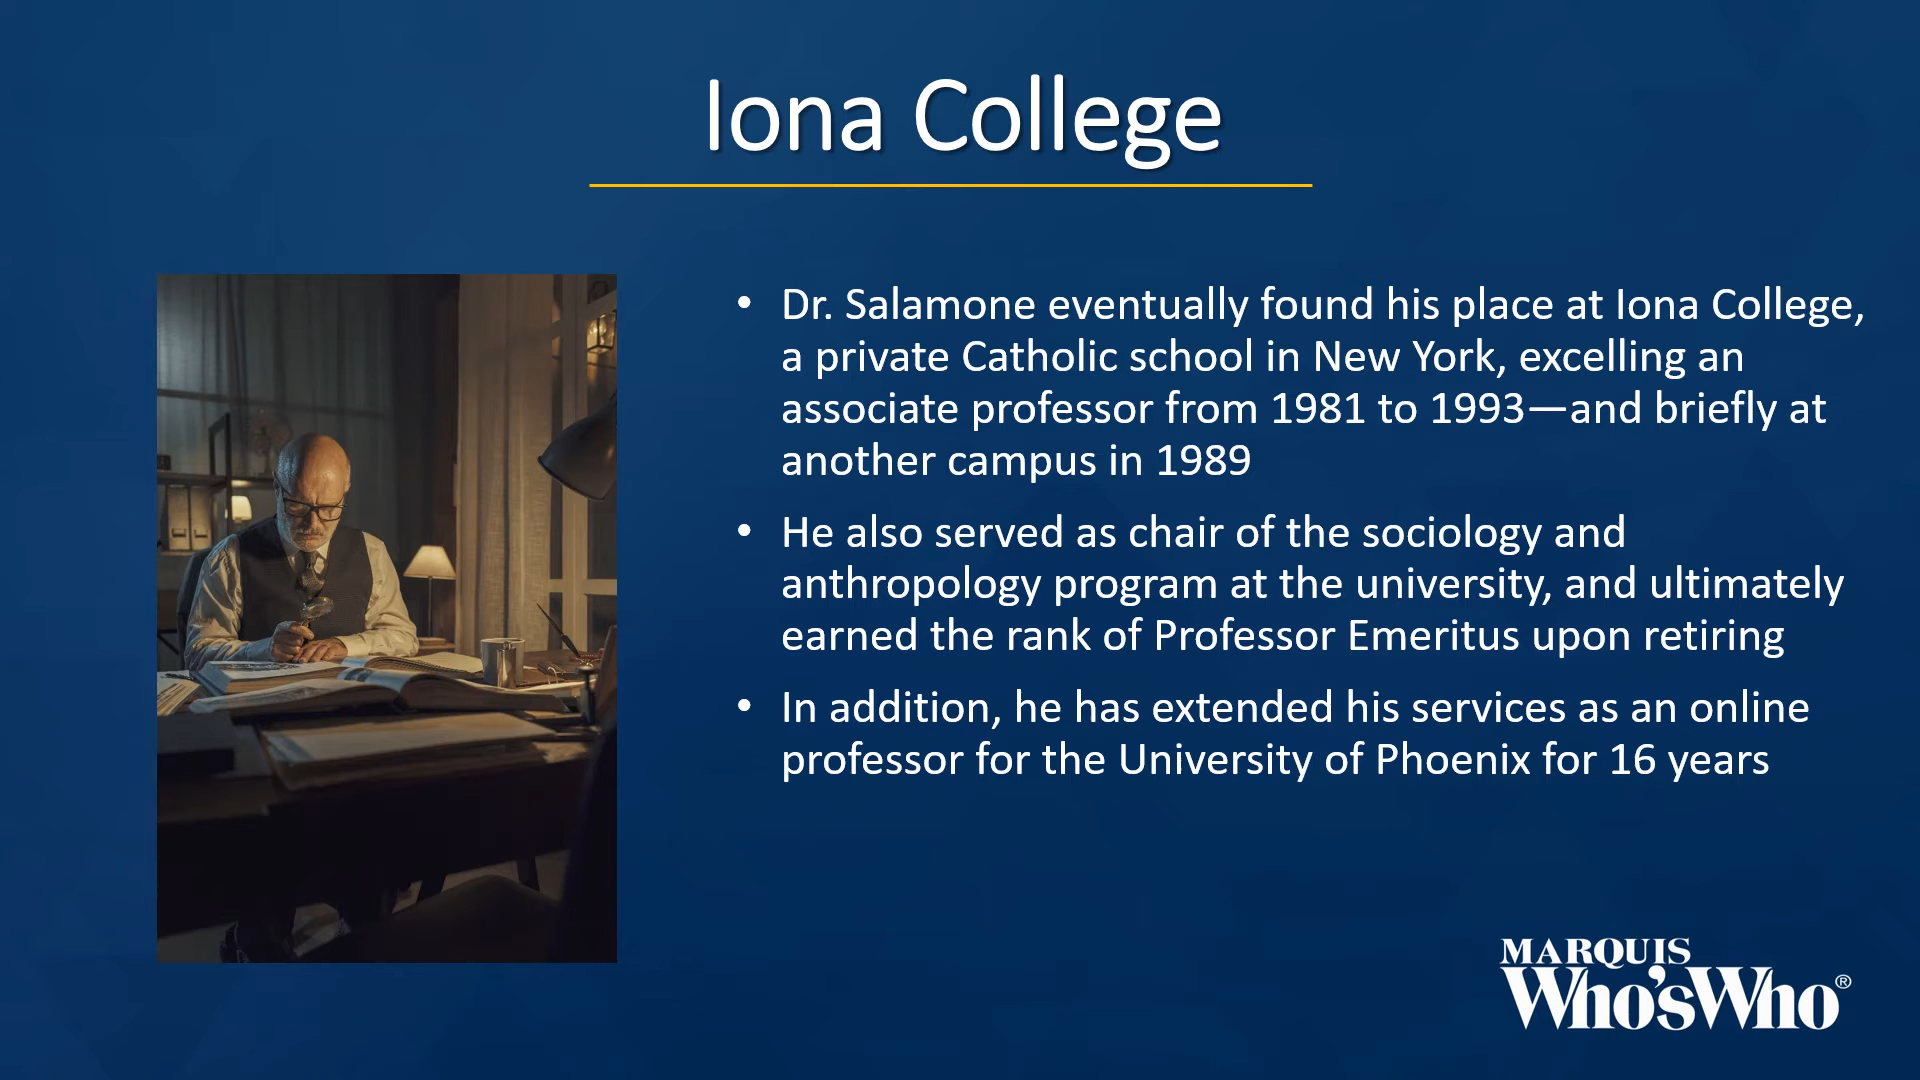 Iona College
• Dr. Salamone eventually found his place at Iona College,
a private Catholic school in New York, excelling an
associate professor from 1981 to 1993—and briefly at
another campus in 1989
• He also served as chair of the sociology and
anthropology program at the university, and ultimately
earned the rank of Professor Emeritus upon retiring
• In addition, he has extended his services as an online
professor for the University of Phoenix for 16 years
MARQUIS
Who'sWho®